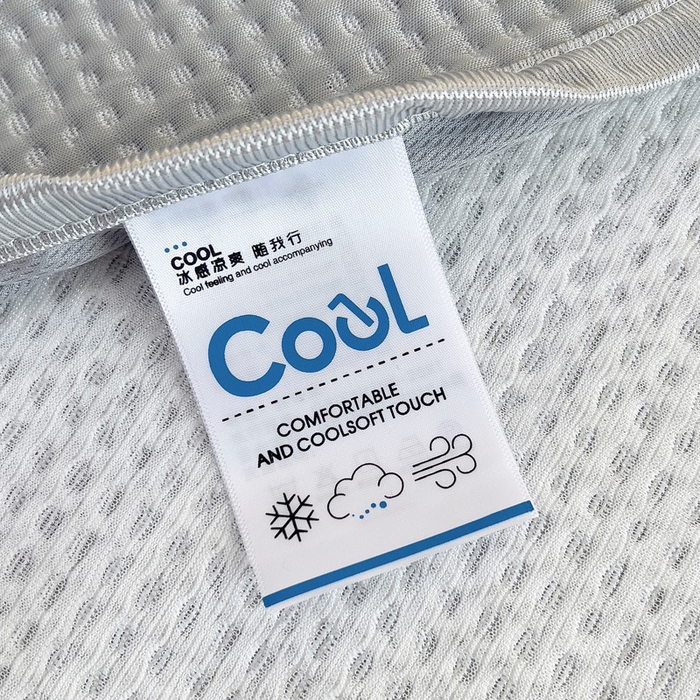 COOL
冰感凉爽 随我行
Cool feeling and cool accompanying
COOL
COMFORTABLE
AND COOLSOFT TOUCH